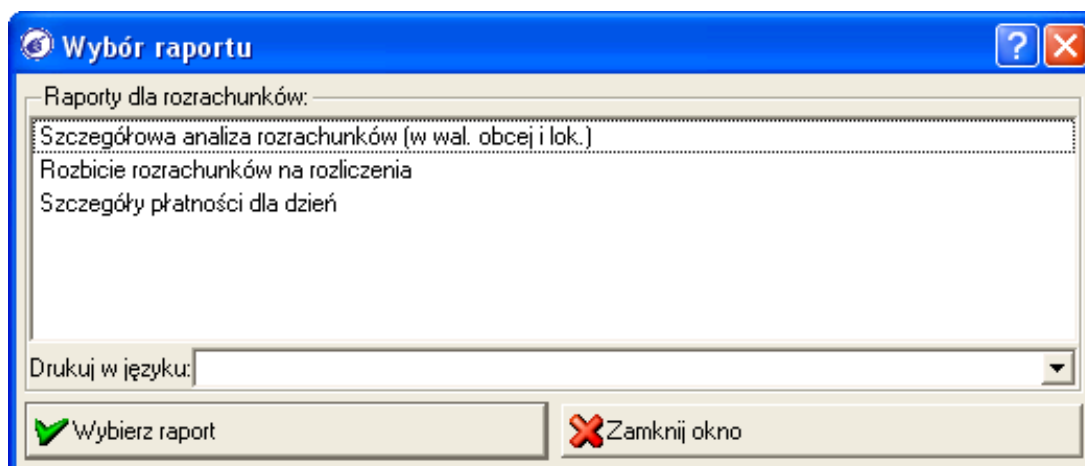 Wybór raportu
Raporty dla rozrachunków:
Szczegółowa analiza rozrachunków (w wal. obcej i lok.)
Rozbicie rozrachunków na rozliczenia
Szczegóły płatności dla dzień
Drukuj w języku:
Wybierz raport
Zamknij okno